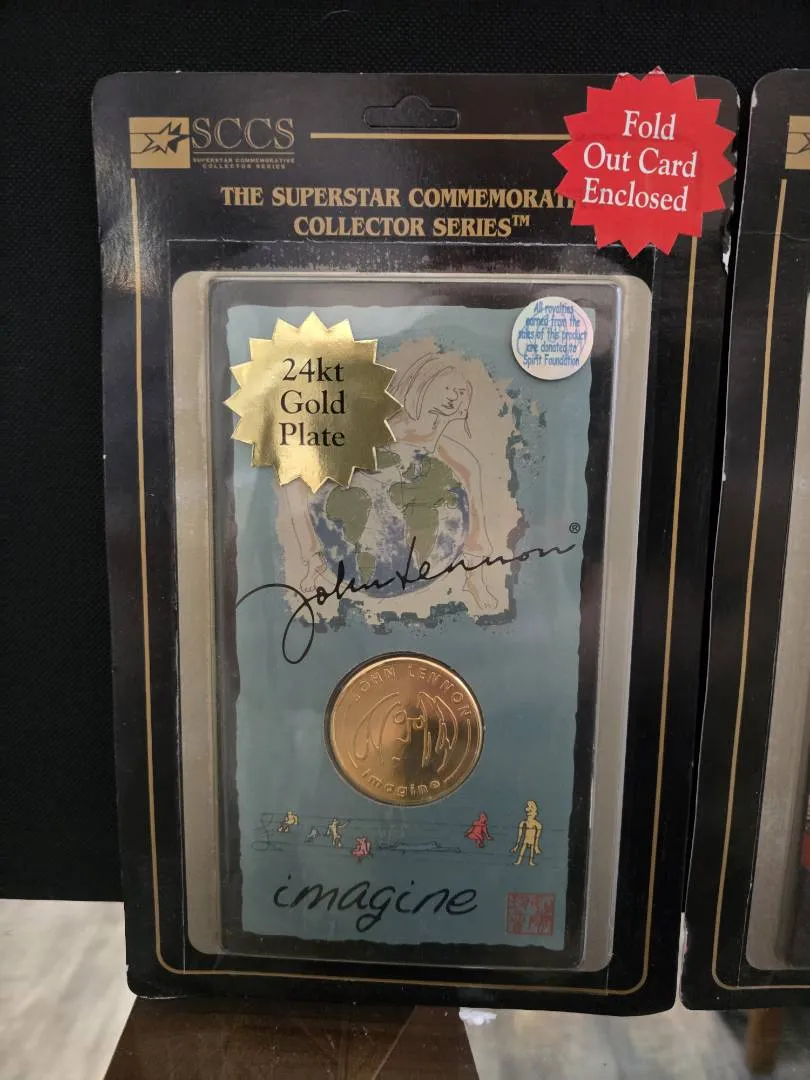 SCCS
SUPERSTAR COMMEMORATIVE
COLLECTOR SERIES
Fold
Out Card
Enclosed
THE SUPERSTAR COMMEMORATI
COLLECTOR SERIES™
All royalties
earned from the
sales of this product
are donated to
Spirit Foundation
24kt
Gold
Plate
John Lennon®
JOHN LENNON
imagine
imagine